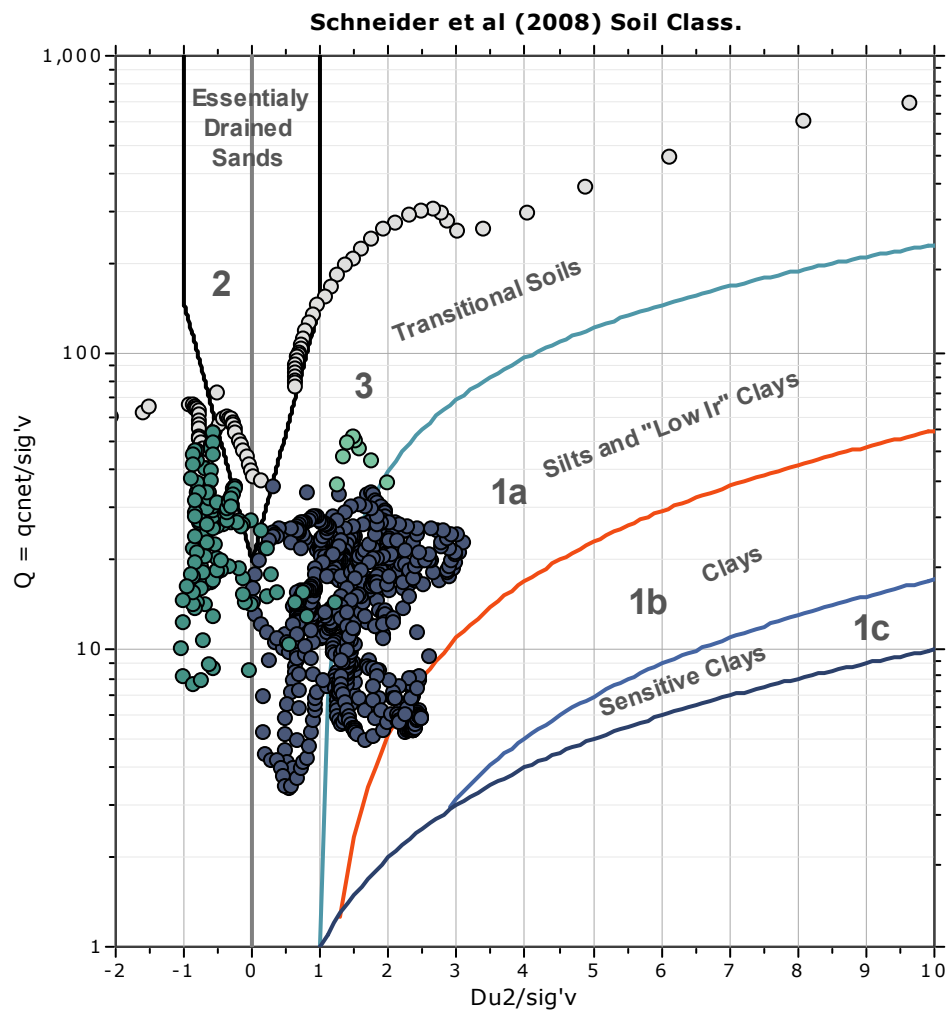 Schneider et al (2008) Soil Class.
1,000
Essentialy
Drained
Sands
2
Transitional Soils
3
100
Silts and "Low Ir" Clays
1a
Clays
1b
1c
Sensitive Clays
10
1
Q = qcnet/sig'v
-2 -1 0 1 2 3 4 5 6 7 8 9 10
Du2/sig'v